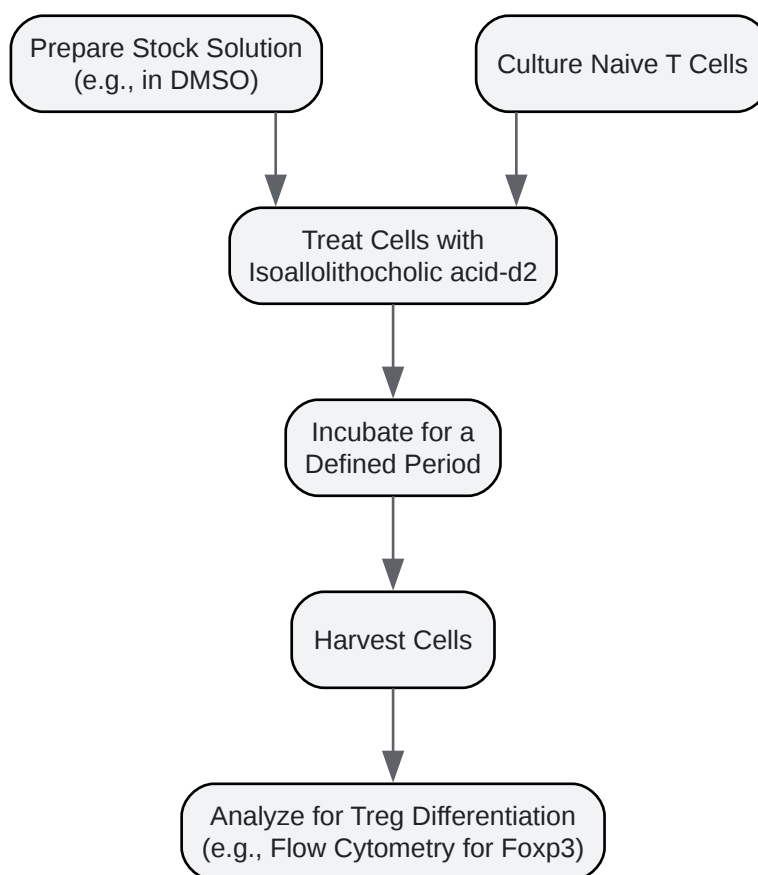 Prepare Stock Solution
(e.g., in DMSO)
Culture Naive T Cells
Treat Cells with
Isoallolithocholic acid-d2
Incubate for a
Defined Period
Harvest Cells
Analyze for Treg Differentiation
(e.g., Flow Cytometry for Foxp3)